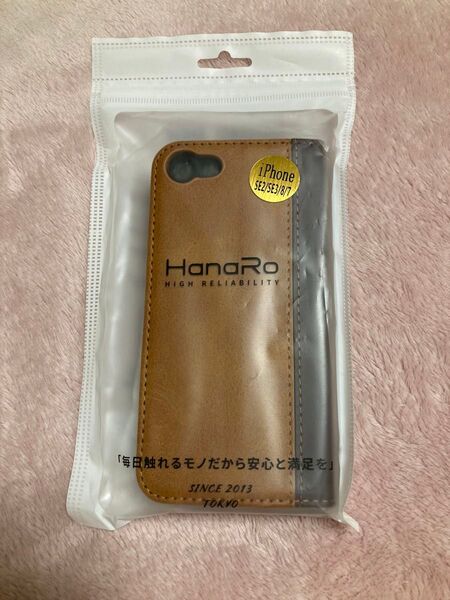 iPhone
SE2/SE3/8/7
HanaRo
HIGH RELIABILITY
「毎日触れるモノだから安心と満足を」
SINCE 2013
TOKYO